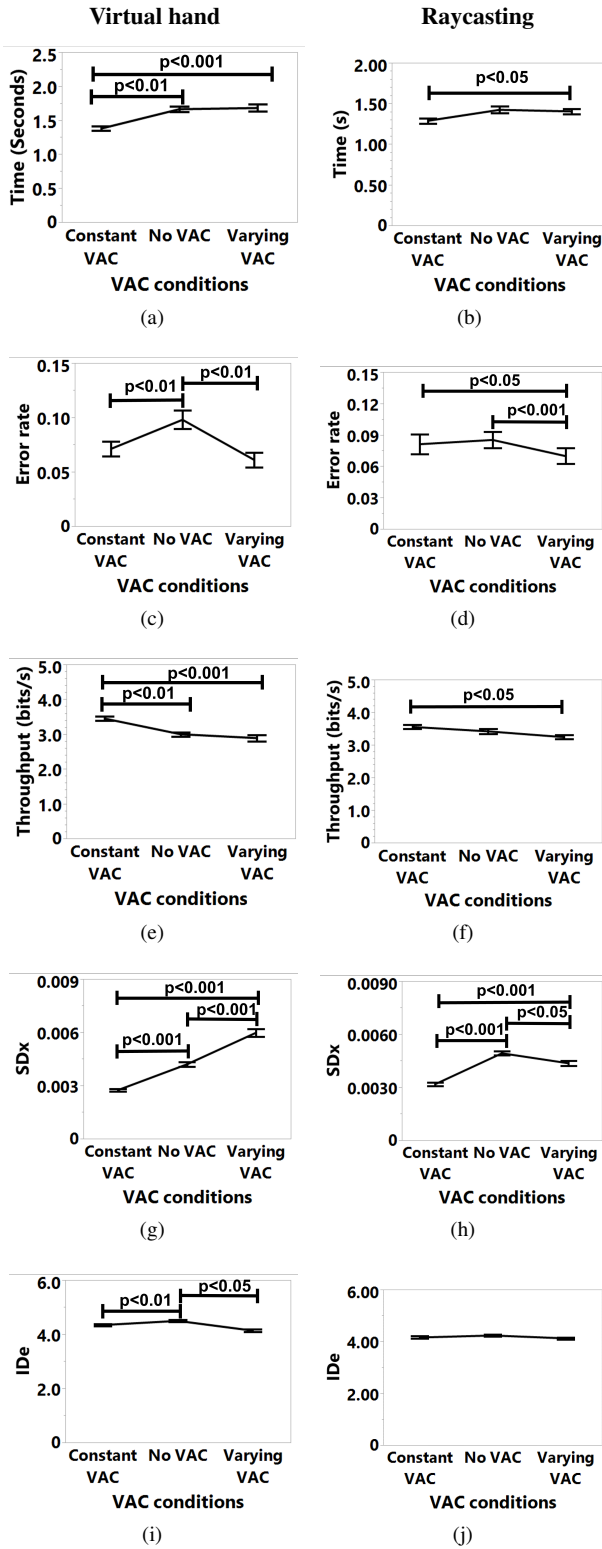 Virtual hand
Raycasting
2.5
2.0
1.5
1.0
0.5
0
Time (Seconds)
p<0.001
p<0.01
Constant VAC
No VAC
Varying VAC
VAC conditions
(a)
2.00
1.50
1.00
0.50
0
Time (s)
p<0.05
Constant VAC
No VAC
Varying VAC
VAC conditions
(b)
0.15
0.10
0.05
0
Error rate
p<0.01
p<0.01
Constant VAC
No VAC
Varying VAC
VAC conditions
(c)
0.15
0.12
0.09
0.06
0.03
0
Error rate
p<0.05
p<0.001
Constant VAC
No VAC
Varying VAC
VAC conditions
(d)
5.0
4.0
3.0
2.0
1.0
0
Throughput (bits/s)
p<0.001
p<0.01
Constant VAC
No VAC
Varying VAC
VAC conditions
(e)
5.0
4.0
3.0
2.0
1.0
0
Throughput (bits/s)
p<0.05
Constant VAC
No VAC
Varying VAC
VAC conditions
(f)
0.009
0.006
0.003
0
SDx
p<0.001
p<0.001
p<0.001
Constant VAC
No VAC
Varying VAC
VAC conditions
(g)
0.0090
0.0060
0.0030
0
SDx
p<0.001
p<0.05
p<0.001
Constant VAC
No VAC
Varying VAC
VAC conditions
(h)
6.0
4.0
2.0
0
IDe
p<0.05
p<0.01
Constant VAC
No VAC
Varying VAC
VAC conditions
(i)
6.00
4.00
2.00
0
IDe
Constant VAC
No VAC
Varying VAC
VAC conditions
(j)